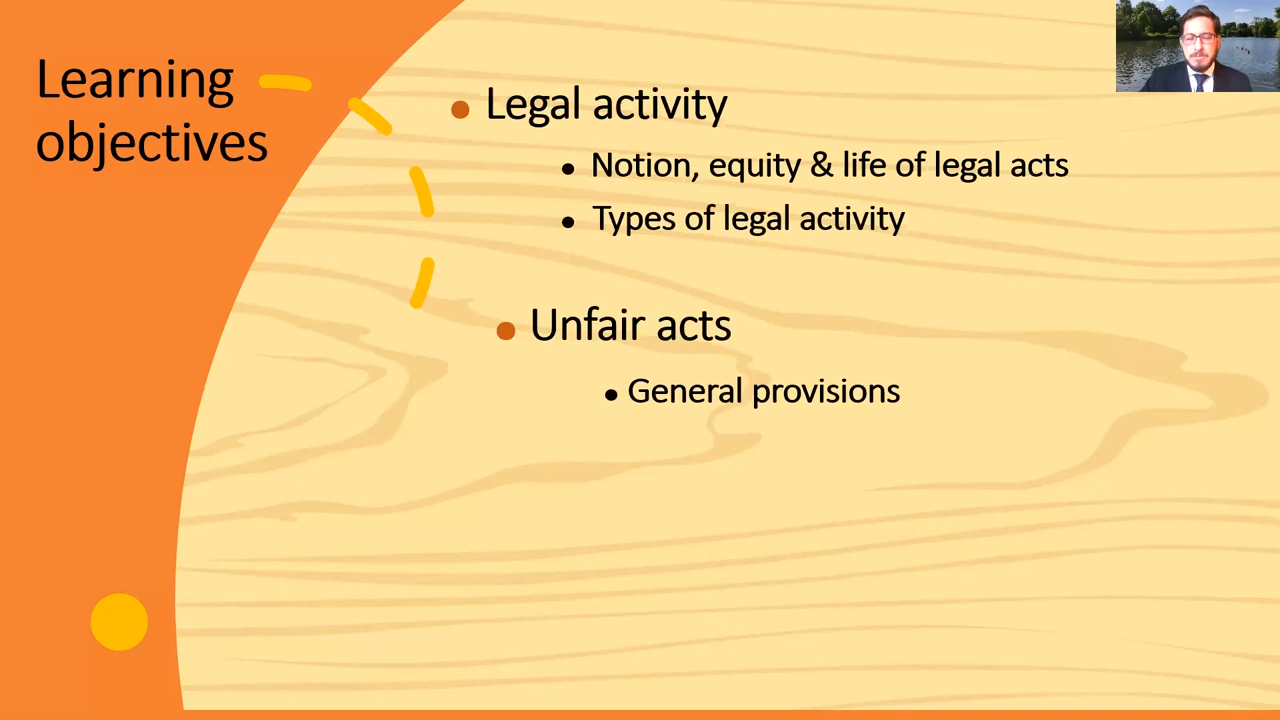 Learning
objectives
Legal activity
Notion, equity & life of legal acts
Types of legal activity
Unfair acts
General provisions